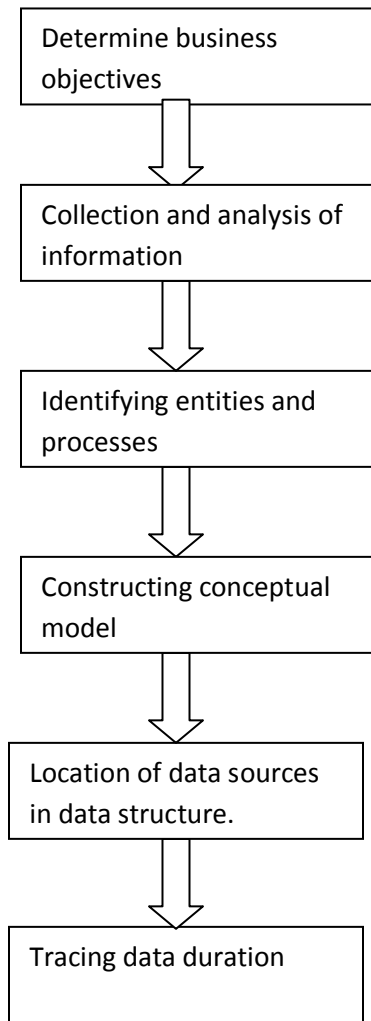 Determine business
objectives
Collection and analysis of
information
Identifying entities and
processes
Constructing conceptual
model
Location of data sources
in data structure.
Tracing data duration